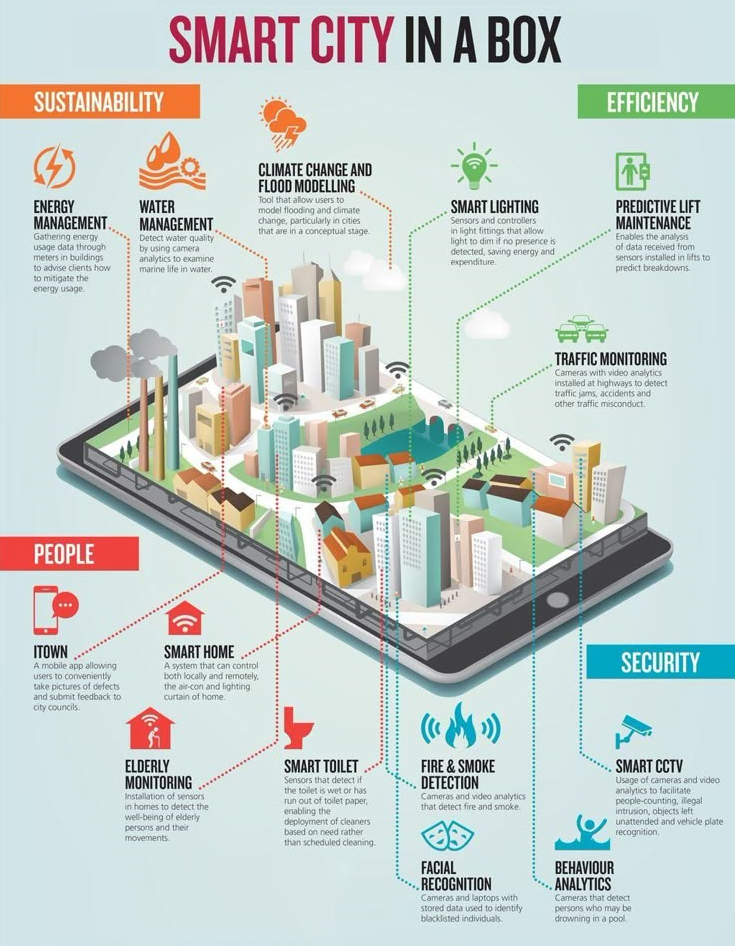 SMART CITY IN A BOX
SUSTAINABILITY
ENERGY
MANAGEMENT
Gathering energy
usage data through
meters in buildings
to advise clients how
to mitigate the
energy usage.
WATER
MANAGEMENT
Detect water quality
by using camera
analytics to examine
marine life in water.
CLIMATE CHANGE AND
FLOOD MODELLING
Tool that allow users to
model flooding and climate
change, particularly in cities
that are in a conceptual stage.
EFFICIENCY
SMART LIGHTING
Sensors and controllers
in light fittings that allow
light to dim if no presence is
detected, saving energy and
expenditure.
PREDICTIVE LIFT
MAINTENANCE
Enables the analysis
of data received from
sensors installed in lifts to
predict breakdowns.
TRAFFIC MONITORING
Cameras with video analytics
installed at highways to detect
traffic jams, accidents and
other traffic misconduct.
PEOPLE
ITOWN
A mobile app allowing
users to conveniently
take pictures of defects
and submit feedback to
city councils.
SMART HOME
A system that can control
both locally and remotely,
the air-con and lighting
curtain of home.
ELDERLY
MONITORING
Installation of sensors
in homes to detect the
well-being of elderly
persons and their
movements.
SMART TOILET
Sensors that detect if
the toilet is wet or has
run out of toilet paper,
enabling the
deployment of cleaners
based on need rather
than scheduled cleaning.
SECURITY
FIRE & SMOKE
DETECTION
Cameras and video analytics
that detect fire and smoke.
SMART CCTV
Usage of cameras and video
analytics to facilitate
people-counting, illegal
intrusion, objects left
unattended and vehicle plate
recognition.
FACIAL
RECOGNITION
Cameras and laptops with
stored data used to identify
blacklisted individuals.
BEHAVIOUR
ANALYTICS
Cameras that detect
persons who may be
drowning in a pool.